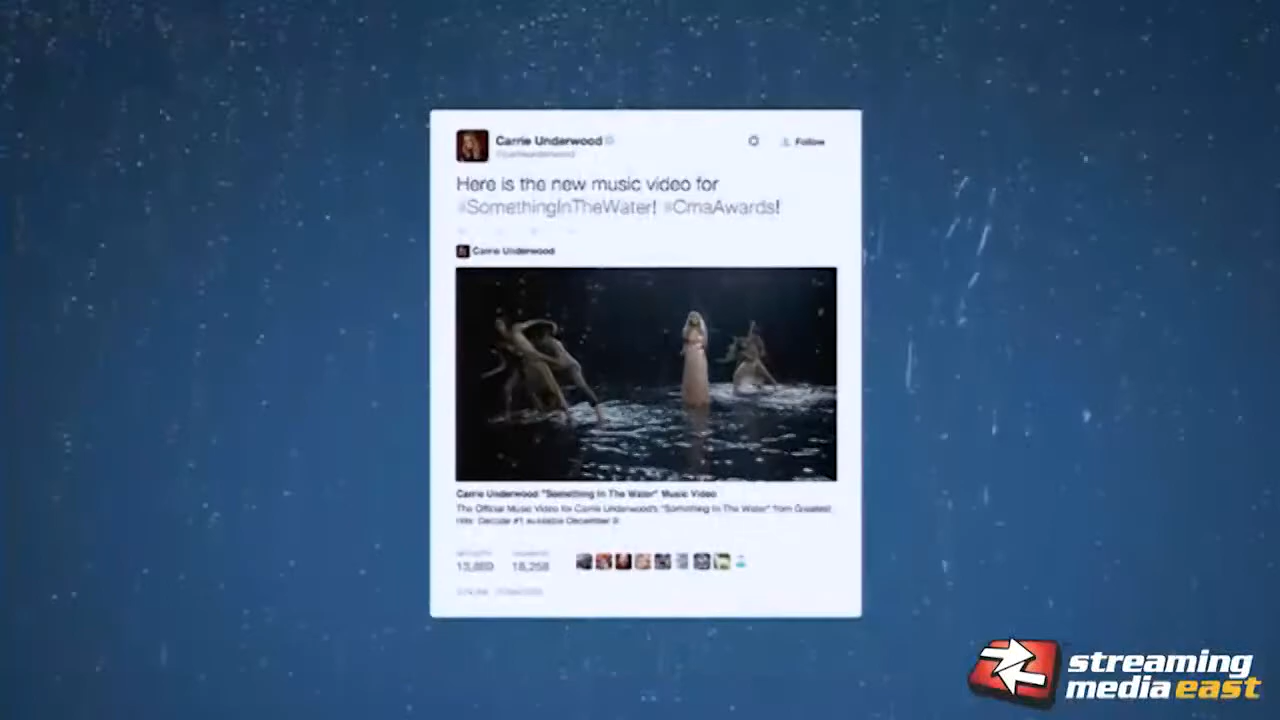 Carrie Underwood
Follow
Here is the new music video for
#SomethingInTheWater! #CmaAwards!
Carrie Underwood
Carrie Underwood "Something In The Water" Music Video
The Official Music Video for Carrie Underwood's "Something In The Water" from Greatest
Hits: Decade #1 available December 9
18,258
streaming
media east